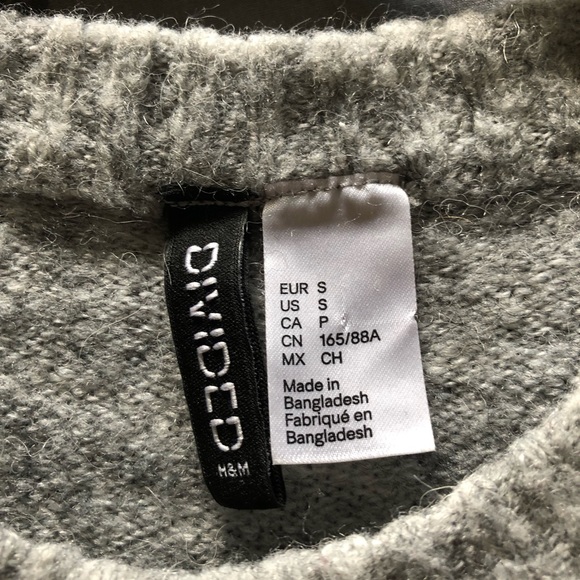 DIVIDED
H&M
EUR S
US S
CA P
CN 165/88A
MX CH
Made in
Bangladesh
Fabriqué en
Bangladesh